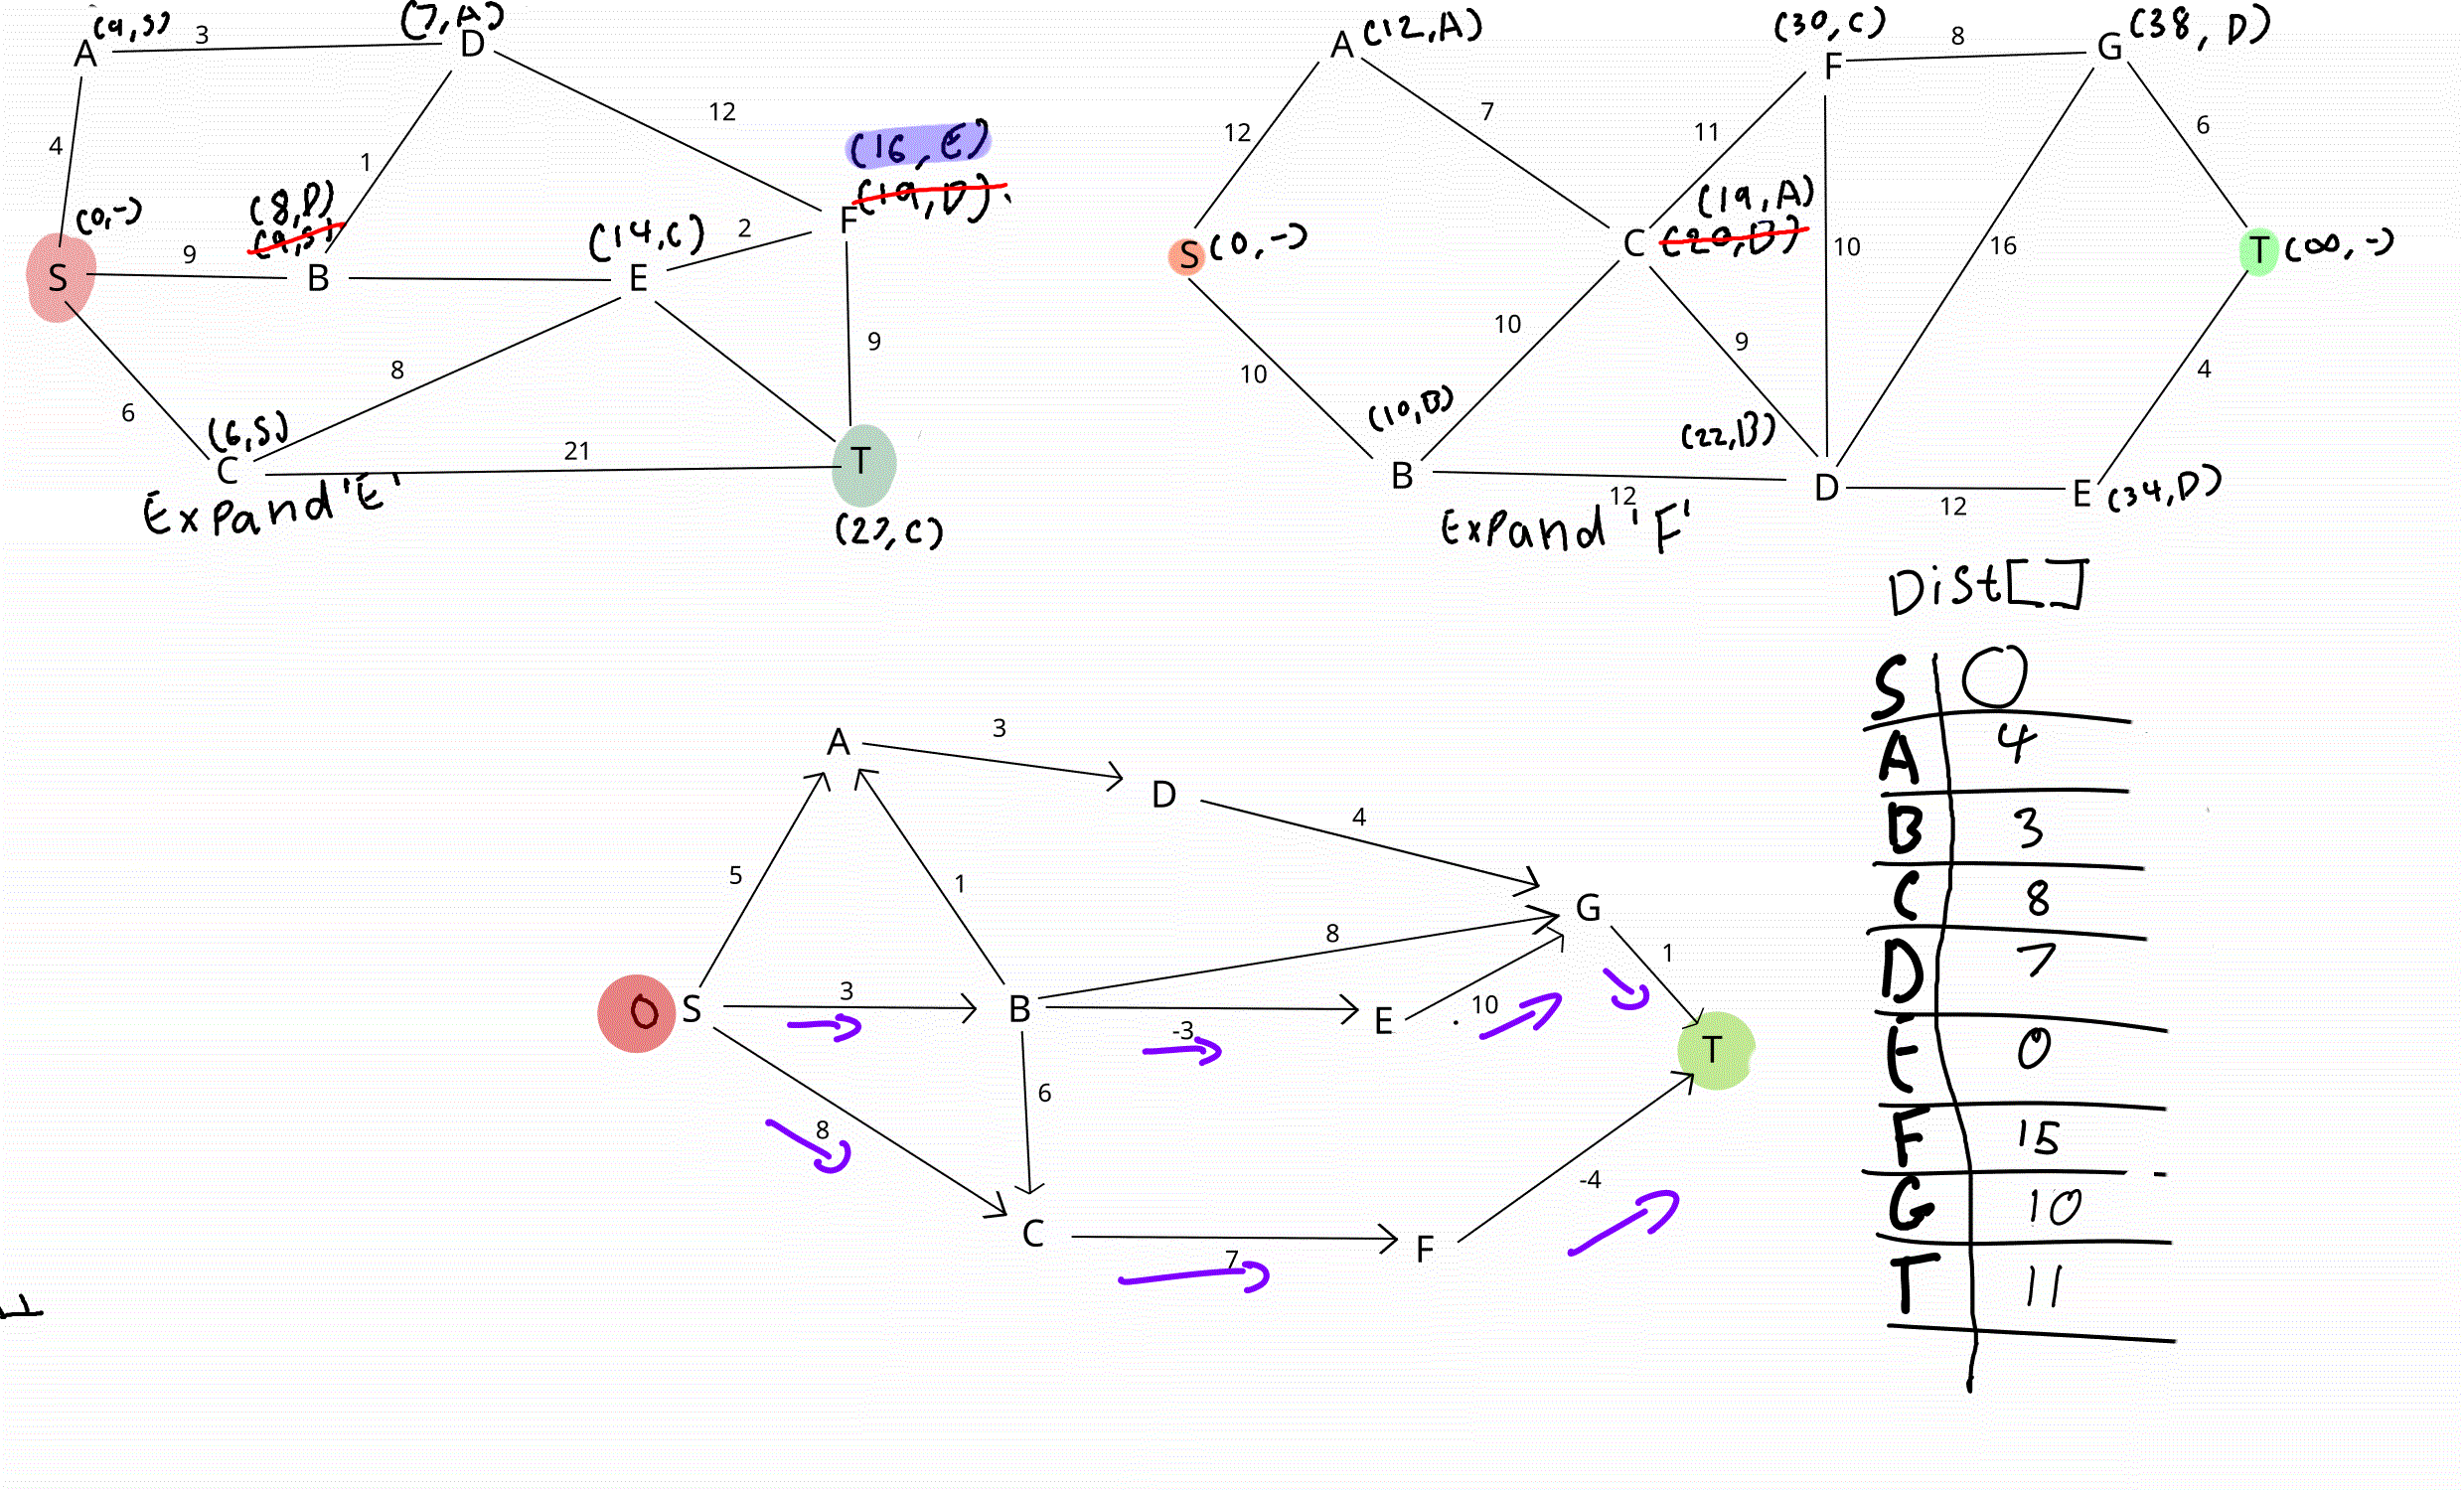 (4,S)
A
3
(7,A)
D
4
12
1
(16,E)
(19,D).
F
(8,D)
(9,S)
(0,-)
S
9
B
(14,C)
E
2
8
9
6
(6,S)
C
21
T
(27,C)
Expand 'E'
A (12,A)
(30,C)
F
8
G (38, D)
12
7
11
6
(19,A)
S (0,-)
C (20,B)
10
16
T (∞,-)
10
10
9
4
(10,B)
(22,B)
B
12
D
12
E (34,D)
Expand 'F'
Dist[]
S 0
A 4
B 3
C 8
D 7
E 0
F 15
G 10
T 11
A
3
D
4
5
1
G
8
1
0 S
3
B
-3
E
10
T
6
8
-4
C
7
F